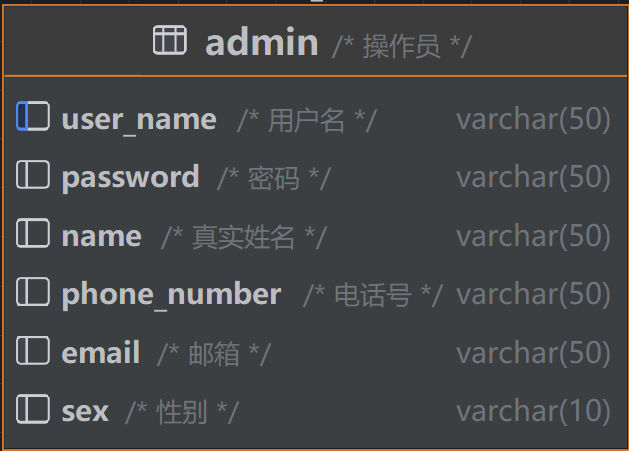 admin /* 操作员 */
user_name /* 用户名 */ varchar(50)
password /* 密码 */ varchar(50)
name /* 真实姓名 */ varchar(50)
phone_number /* 电话号 */ varchar(50)
email /* 邮箱 */ varchar(50)
sex /* 性别 */ varchar(10)